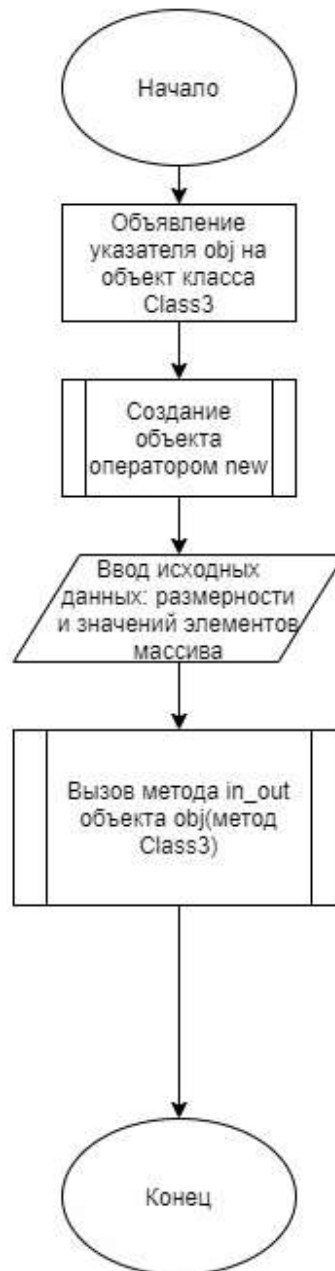 Начало
Объявление
указателя obj на
объект класса
Class3
Создание
объекта
оператором new
Ввод исходных
данных: размерности
и значений элементов
массива
Вызов метода in_out
объекта obj(метод
Class3)
Конец